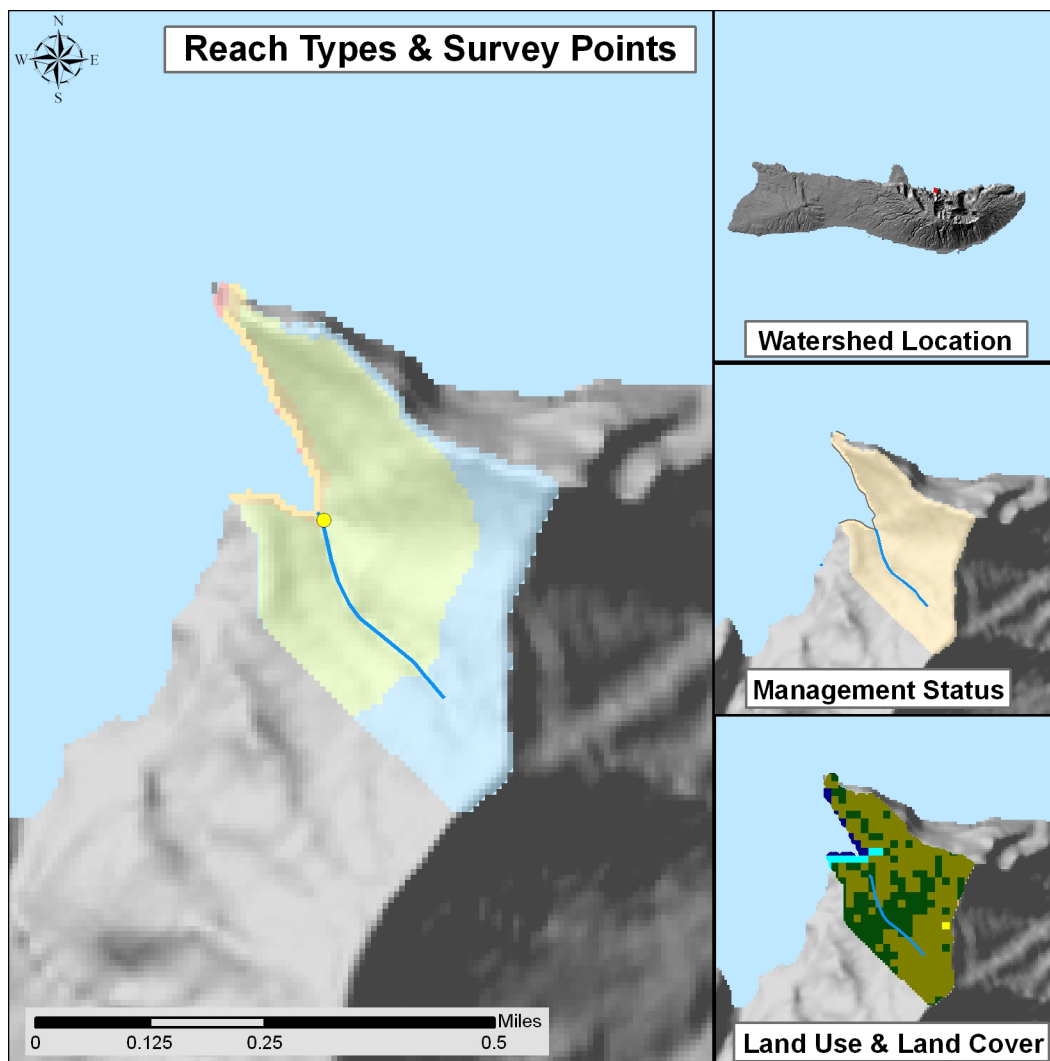 N
W E
S
Reach Types & Survey Points
Watershed Location
Management Status
Land Use & Land Cover
Miles
0 0.125 0.25 0.5